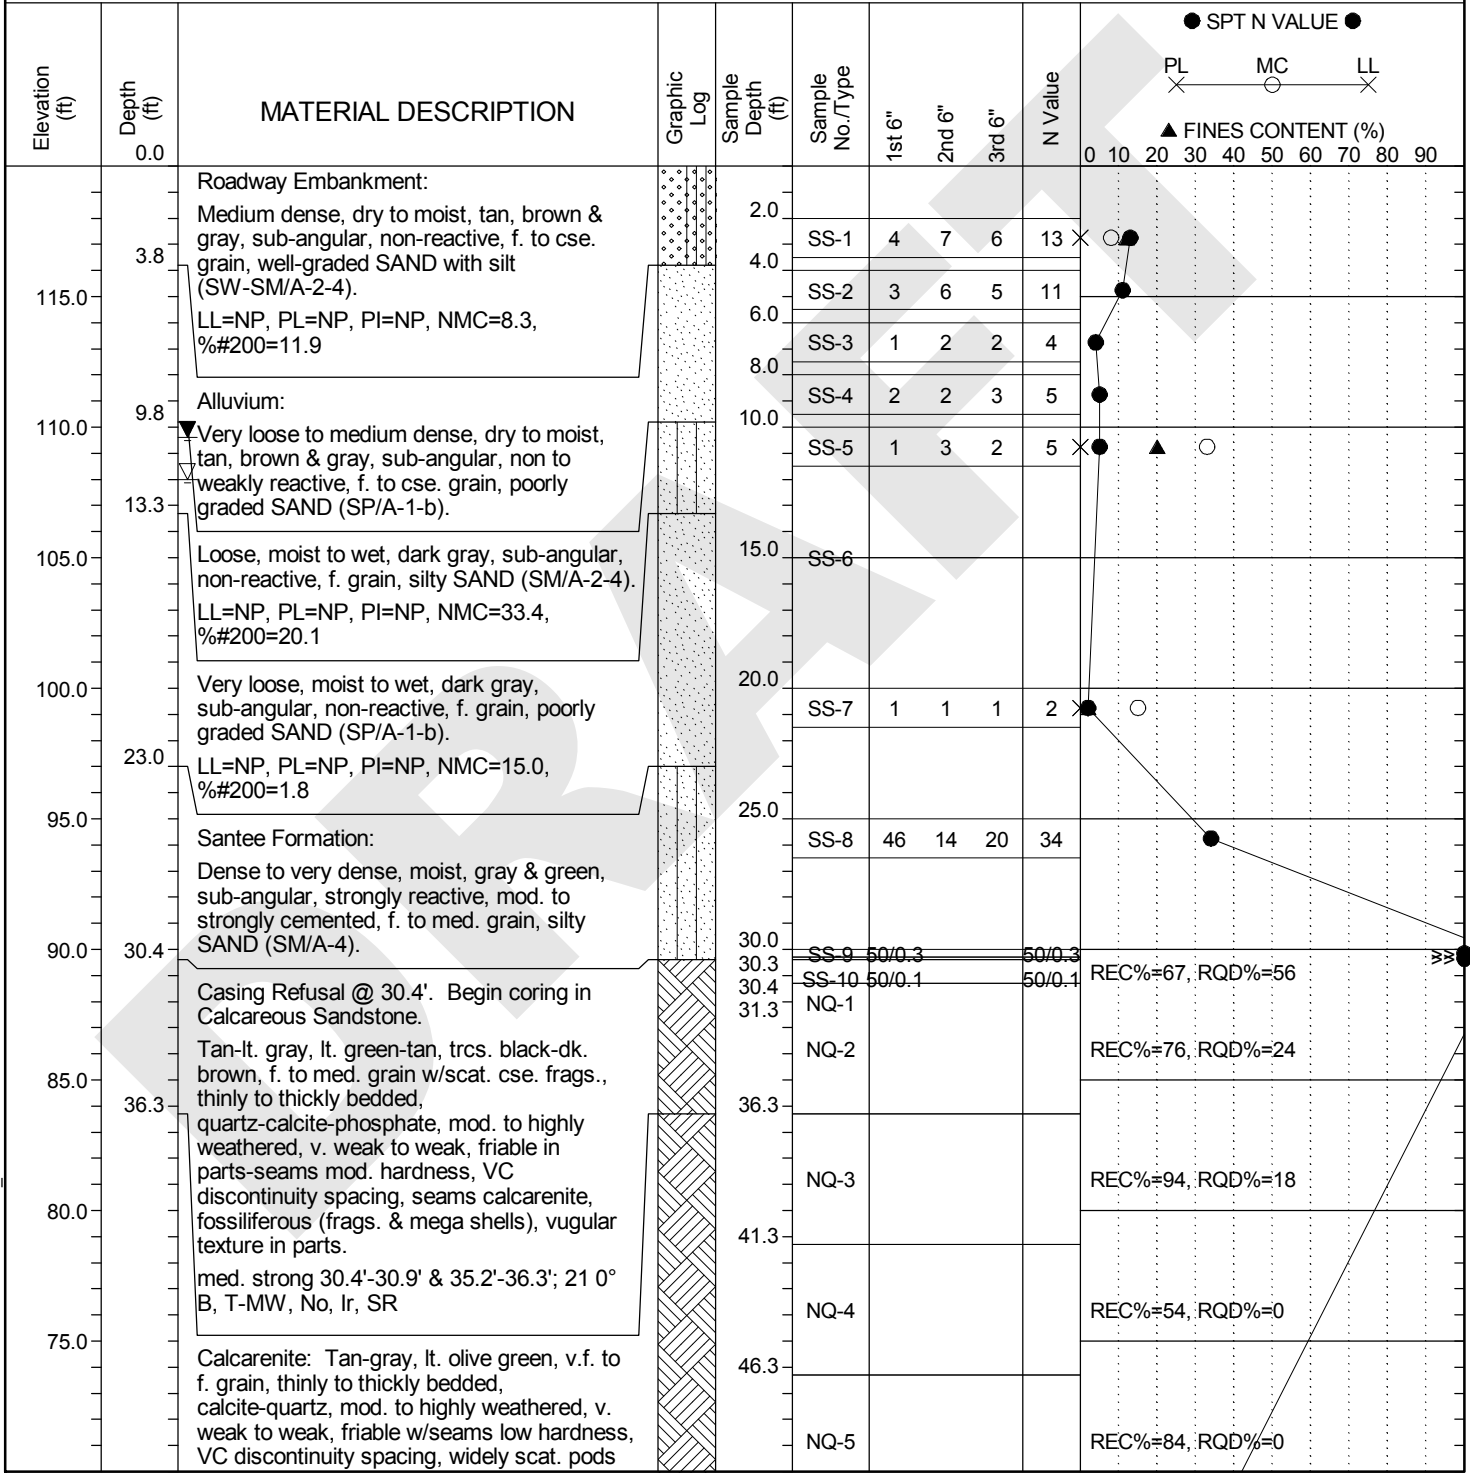 ● SPT N VALUE ●
PL MC LL
▲ FINES CONTENT (%)
0 10 20 30 40 50 60 70 80 90
Elevation (ft)
Depth (ft)
0.0
MATERIAL DESCRIPTION
Graphic Log
Sample Depth (ft)
Sample No./Type
1st 6"
2nd 6"
3rd 6"
N Value
Roadway Embankment:
Medium dense, dry to moist, tan, brown &
gray, sub-angular, non-reactive, f. to cse.
grain, well-graded SAND with silt
(SW-SM/A-2-4).
LL=NP, PL=NP, PI=NP, NMC=8.3,
%#200=11.9
Alluvium:
Very loose to medium dense, dry to moist,
tan, brown & gray, sub-angular, non to
weakly reactive, f. to cse. grain, poorly
graded SAND (SP/A-1-b).
Loose, moist to wet, dark gray, sub-angular,
non-reactive, f. grain, silty SAND (SM/A-2-4).
LL=NP, PL=NP, PI=NP, NMC=33.4,
%#200=20.1
Very loose, moist to wet, dark gray,
sub-angular, non-reactive, f. grain, poorly
graded SAND (SP/A-1-b).
LL=NP, PL=NP, PI=NP, NMC=15.0,
%#200=1.8
Santee Formation:
Dense to very dense, moist, gray & green,
sub-angular, strongly reactive, mod. to
strongly cemented, f. to med. grain, silty
SAND (SM/A-4).
Casing Refusal @ 30.4'. Begin coring in
Calcareous Sandstone.
Tan-lt. gray, lt. green-tan, trcs. black-dk.
brown, f. to med. grain w/scat. cse. frags.,
thinly to thickly bedded,
quartz-calcite-phosphate, mod. to highly
weathered, v. weak to weak, friable in
parts-seams mod. hardness, VC
discontinuity spacing, seams calcarenite,
fossiliferous (frags. & mega shells), vugular
texture in parts.
med. strong 30.4'-30.9' & 35.2'-36.3'; 21 0°
B, T-MW, No, Ir, SR
Calcarenite: Tan-gray, lt. olive green, v.f. to
f. grain, thinly to thickly bedded,
calcite-quartz, mod. to highly weathered, v.
weak to weak, friable w/seams low hardness,
VC discontinuity spacing, widely scat. pods
115.0
110.0
105.0
100.0
95.0
90.0
85.0
80.0
75.0
3.8
9.8
13.3
23.0
30.4
36.3
2.0
4.0
6.0
8.0
10.0
15.0
20.0
25.0
30.0
30.3
30.4
31.3
36.3
41.3
46.3
SS-1 4 7 6 13
SS-2 3 6 5 11
SS-3 1 2 2 4
SS-4 2 2 3 5
SS-5 1 3 2 5
SS-6
SS-7 1 1 1 2
SS-8 46 14 20 34
SS-9 50/0.3 50/0.3 >>
SS-10 50/0.1 50/0.1 >>
NQ-1 REC%=67, RQD%=56
NQ-2 REC%=76, RQD%=24
NQ-3 REC%=94, RQD%=18
NQ-4 REC%=54, RQD%=0
NQ-5 REC%=84, RQD%=0
DRAFT